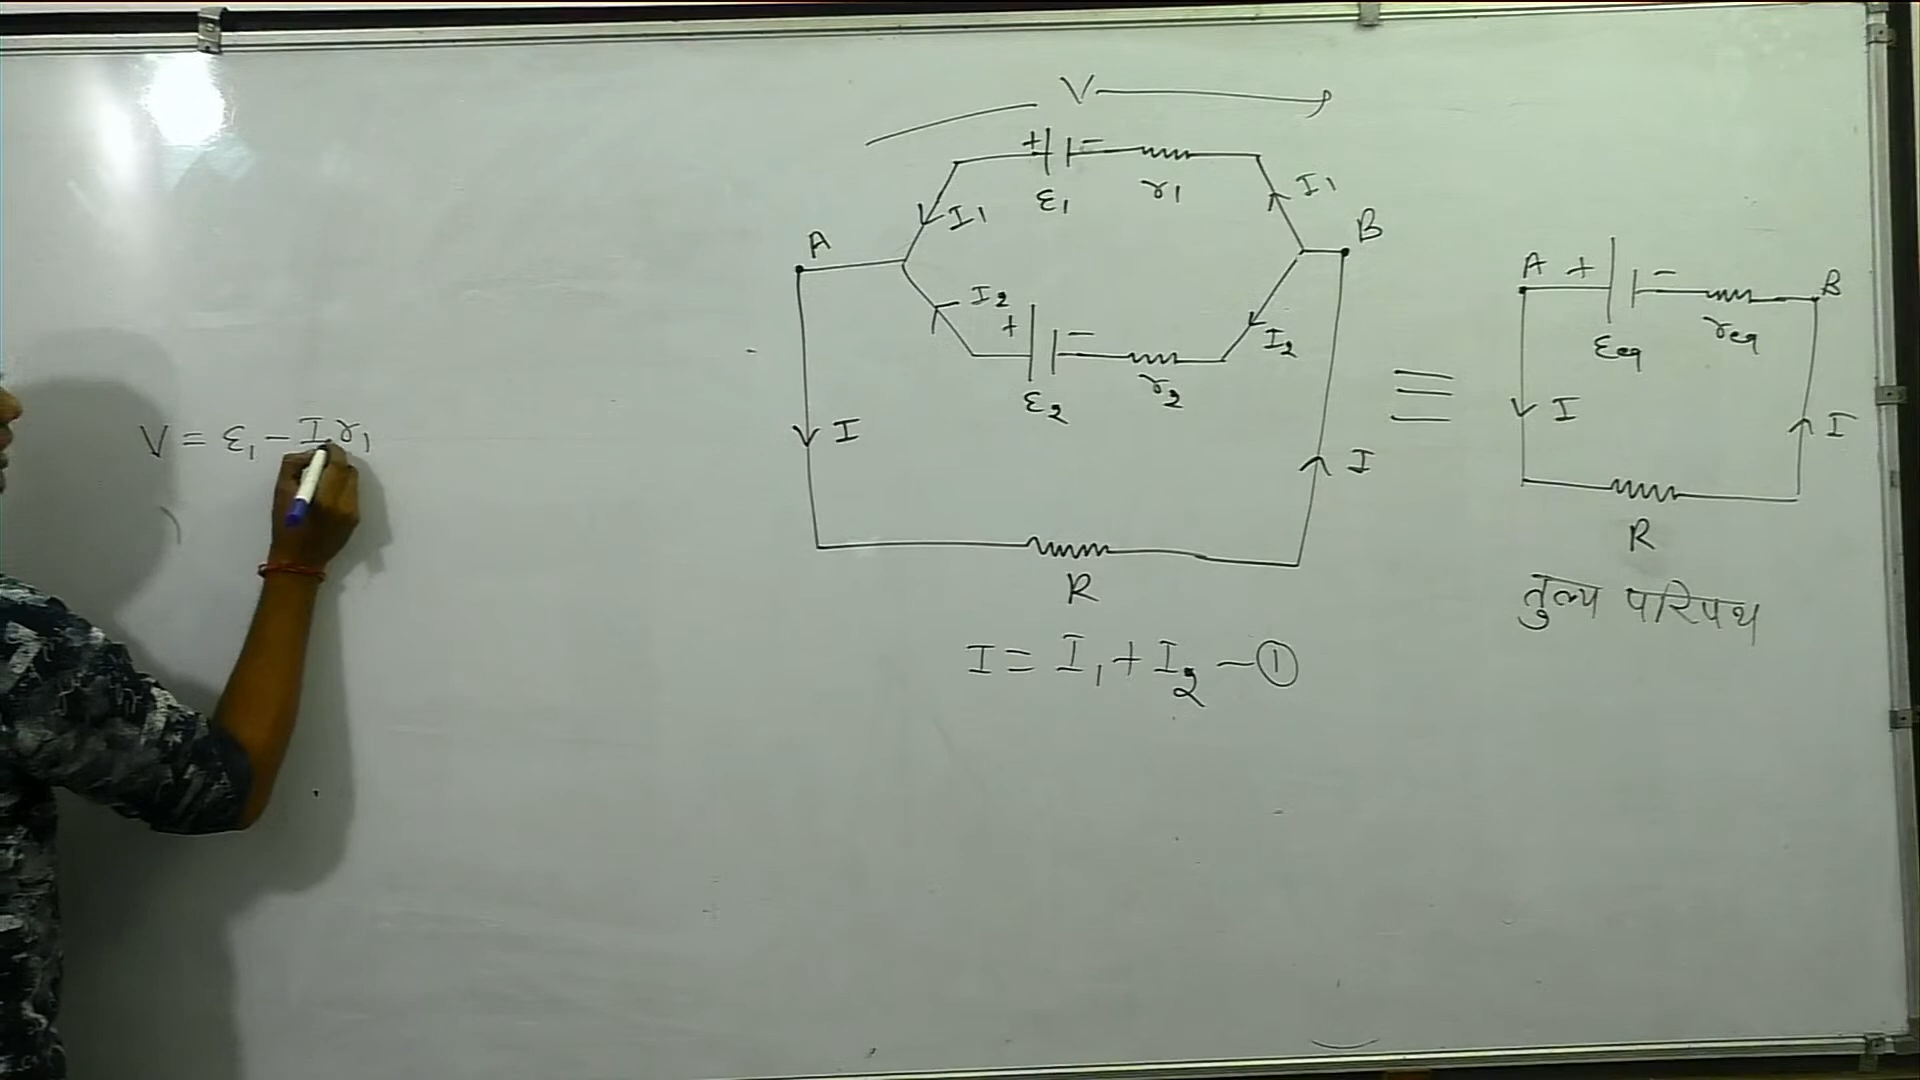 V
+ −
ε1 r1
I1 I1
A B
I2 I2
+ −
ε2 r2
I I
R
I = I1 + I2 − ①
A + − B
εeq req
I I
R
तुल्य परिपथ
V = ε1 − I r1